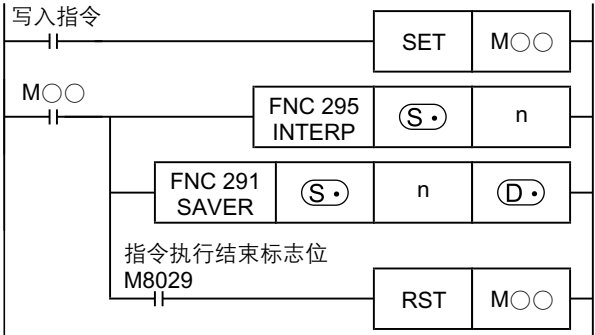 写入指令
SET M○○
M○○
FNC 295
INTERP S· n
FNC 291
SAVER S· n D·
指令执行结束标志位
M8029
RST M○○